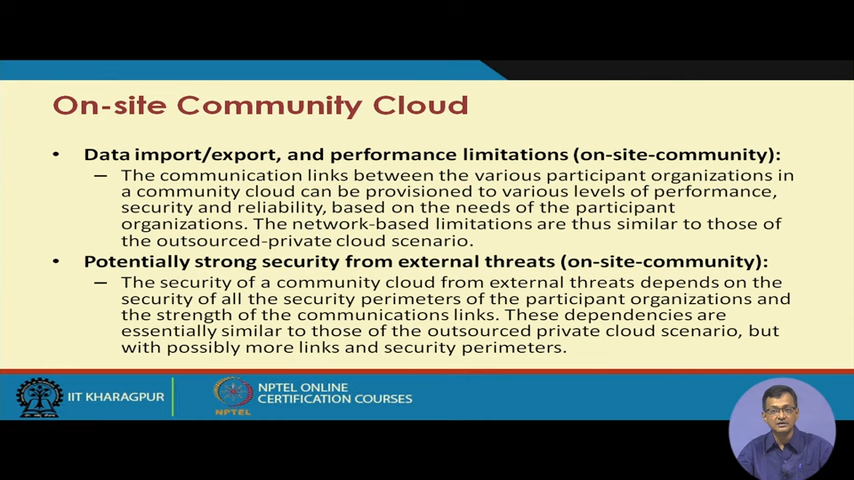 On-site Community Cloud
• Data import/export, and performance limitations (on-site-community):
– The communication links between the various participant organizations in
a community cloud can be provisioned to various levels of performance,
security and reliability, based on the needs of the participant
organizations. The network-based limitations are thus similar to those of
the outsourced-private cloud scenario.
• Potentially strong security from external threats (on-site-community):
– The security of a community cloud from external threats depends on the
security of all the security perimeters of the participant organizations and
the strength of the communications links. These dependencies are
essentially similar to those of the outsourced private cloud scenario, but
with possibly more links and security perimeters.
IIT KHARAGPUR
NPTEL
NPTEL ONLINE
CERTIFICATION COURSES